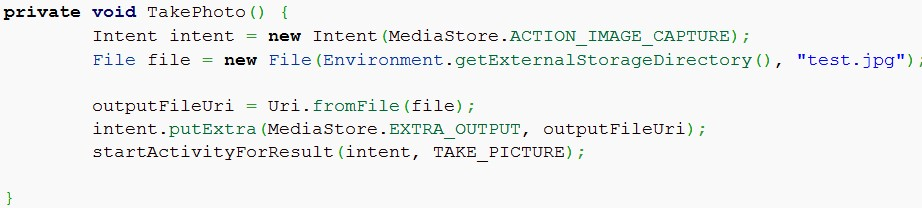 private void TakePhoto() {
Intent intent = new Intent(MediaStore.ACTION_IMAGE_CAPTURE);
File file = new File(Environment.getExternalStorageDirectory(), "test.jpg");
outputFileUri = Uri.fromFile(file);
intent.putExtra(MediaStore.EXTRA_OUTPUT, outputFileUri);
startActivityForResult(intent, TAKE_PICTURE);
}